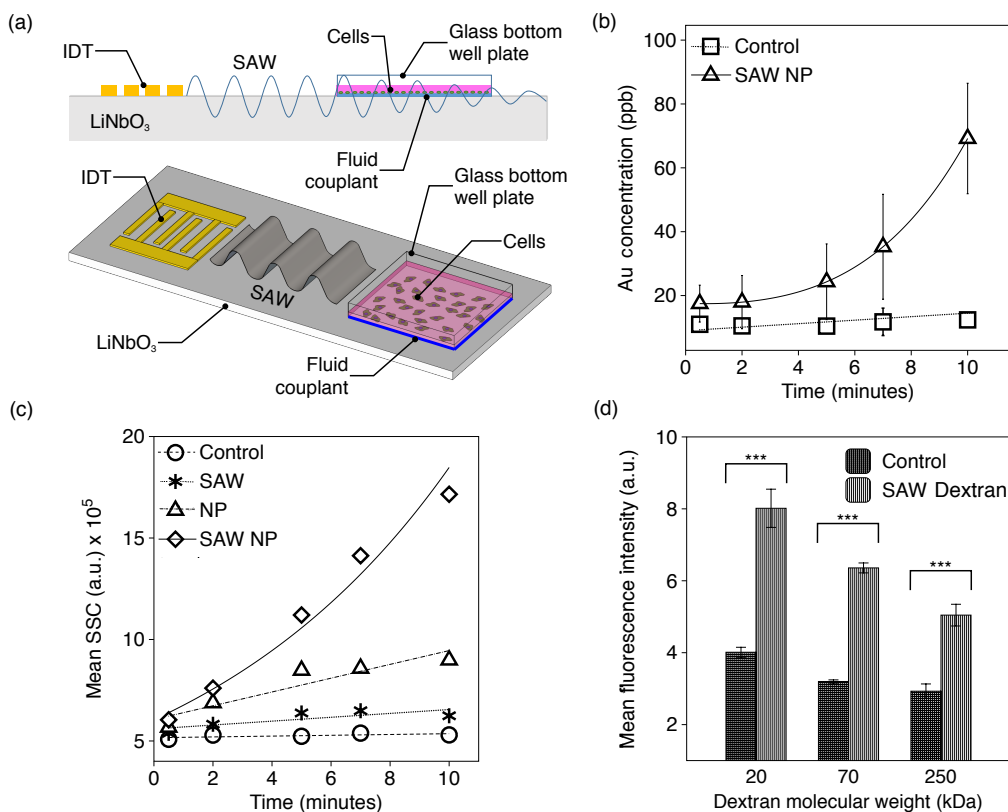 (a)
IDT
SAW
Cells
Glass bottom
well plate
LiNbO₃
Fluid
couplant
IDT
Glass bottom
well plate
Cells
SAW
LiNbO₃
Fluid
couplant
(b)
Control
SAW NP
Au concentration (ppb)
100
80
60
40
20
0
2
4
6
8
10
Time (minutes)
(c)
Control
SAW
NP
SAW NP
Mean SSC (a.u.) x 10⁵
20
15
10
5
0
2
4
6
8
10
Time (minutes)
(d)
Control
SAW Dextran
Mean fluorescence intensity (a.u.)
10
8
6
4
2
***
***
***
20
70
250
Dextran molecular weight (kDa)